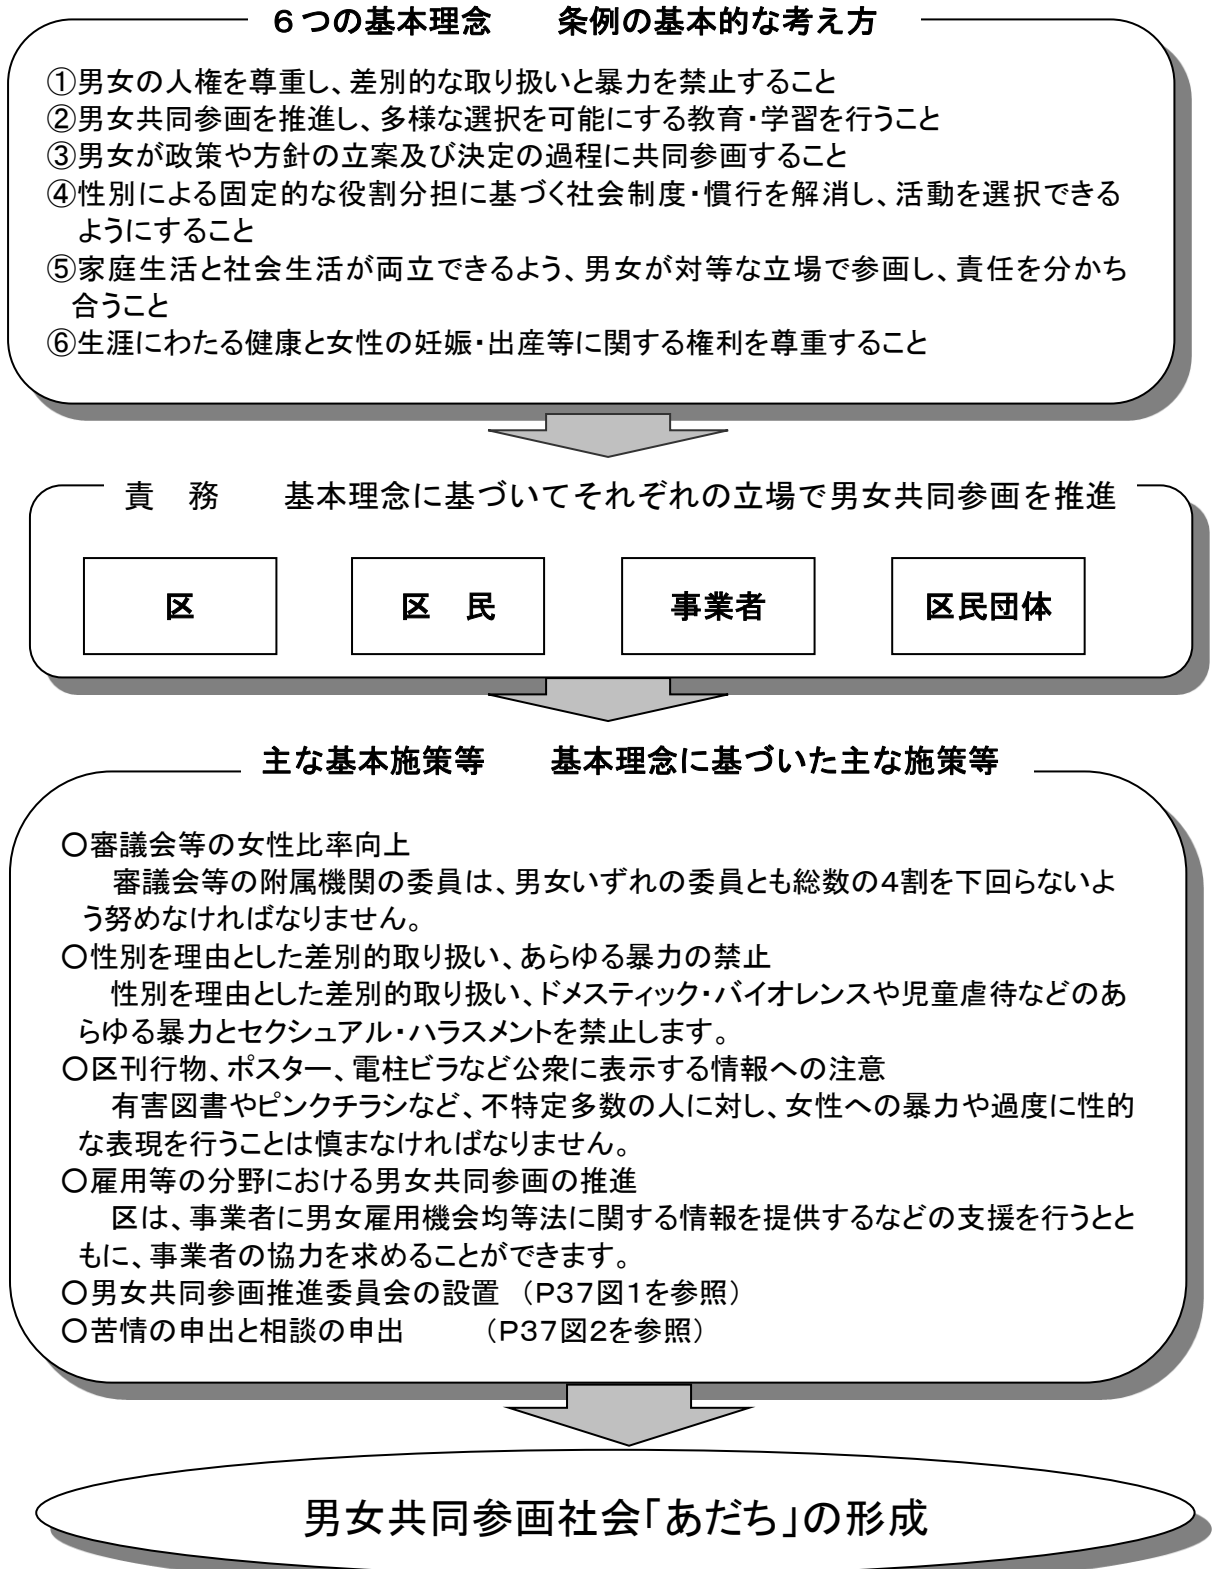 ６つの基本理念　　条例の基本的な考え方
①男女の人権を尊重し、差別的な取り扱いと暴力を禁止すること
②男女共同参画を推進し、多様な選択を可能にする教育・学習を行うこと
③男女が政策や方針の立案及び決定の過程に共同参画すること
④性別による固定的な役割分担に基づく社会制度・慣行を解消し、活動を選択できる
ようにすること
⑤家庭生活と社会生活が両立できるよう、男女が対等な立場で参画し、責任を分かち
合うこと
⑥生涯にわたる健康と女性の妊娠・出産等に関する権利を尊重すること
責　務　　基本理念に基づいてそれぞれの立場で男女共同参画を推進
区　区　民　事業者　区民団体
主な基本施策等　　基本理念に基づいた主な施策等
○審議会等の女性比率向上
審議会等の附属機関の委員は、男女いずれの委員とも総数の４割を下回らないよ
う努めなければなりません。
○性別を理由とした差別的取り扱い、あらゆる暴力の禁止
性別を理由とした差別的取り扱い、ドメスティック・バイオレンスや児童虐待などのあ
らゆる暴力とセクシュアル・ハラスメントを禁止します。
○区刊行物、ポスター、電柱ビラなど公衆に表示する情報への注意
有害図書やピンクチラシなど、不特定多数の人に対し、女性への暴力や過度に性的
な表現を行うことは慎まなければなりません。
○雇用等の分野における男女共同参画の推進
区は、事業者に男女雇用機会均等法に関する情報を提供するなどの支援を行うとと
もに、事業者の協力を求めることができます。
○男女共同参画推進委員会の設置　（Ｐ３７図１を参照）
○苦情の申出と相談の申出　　（Ｐ３７図２を参照）
男女共同参画社会「あだち」の形成